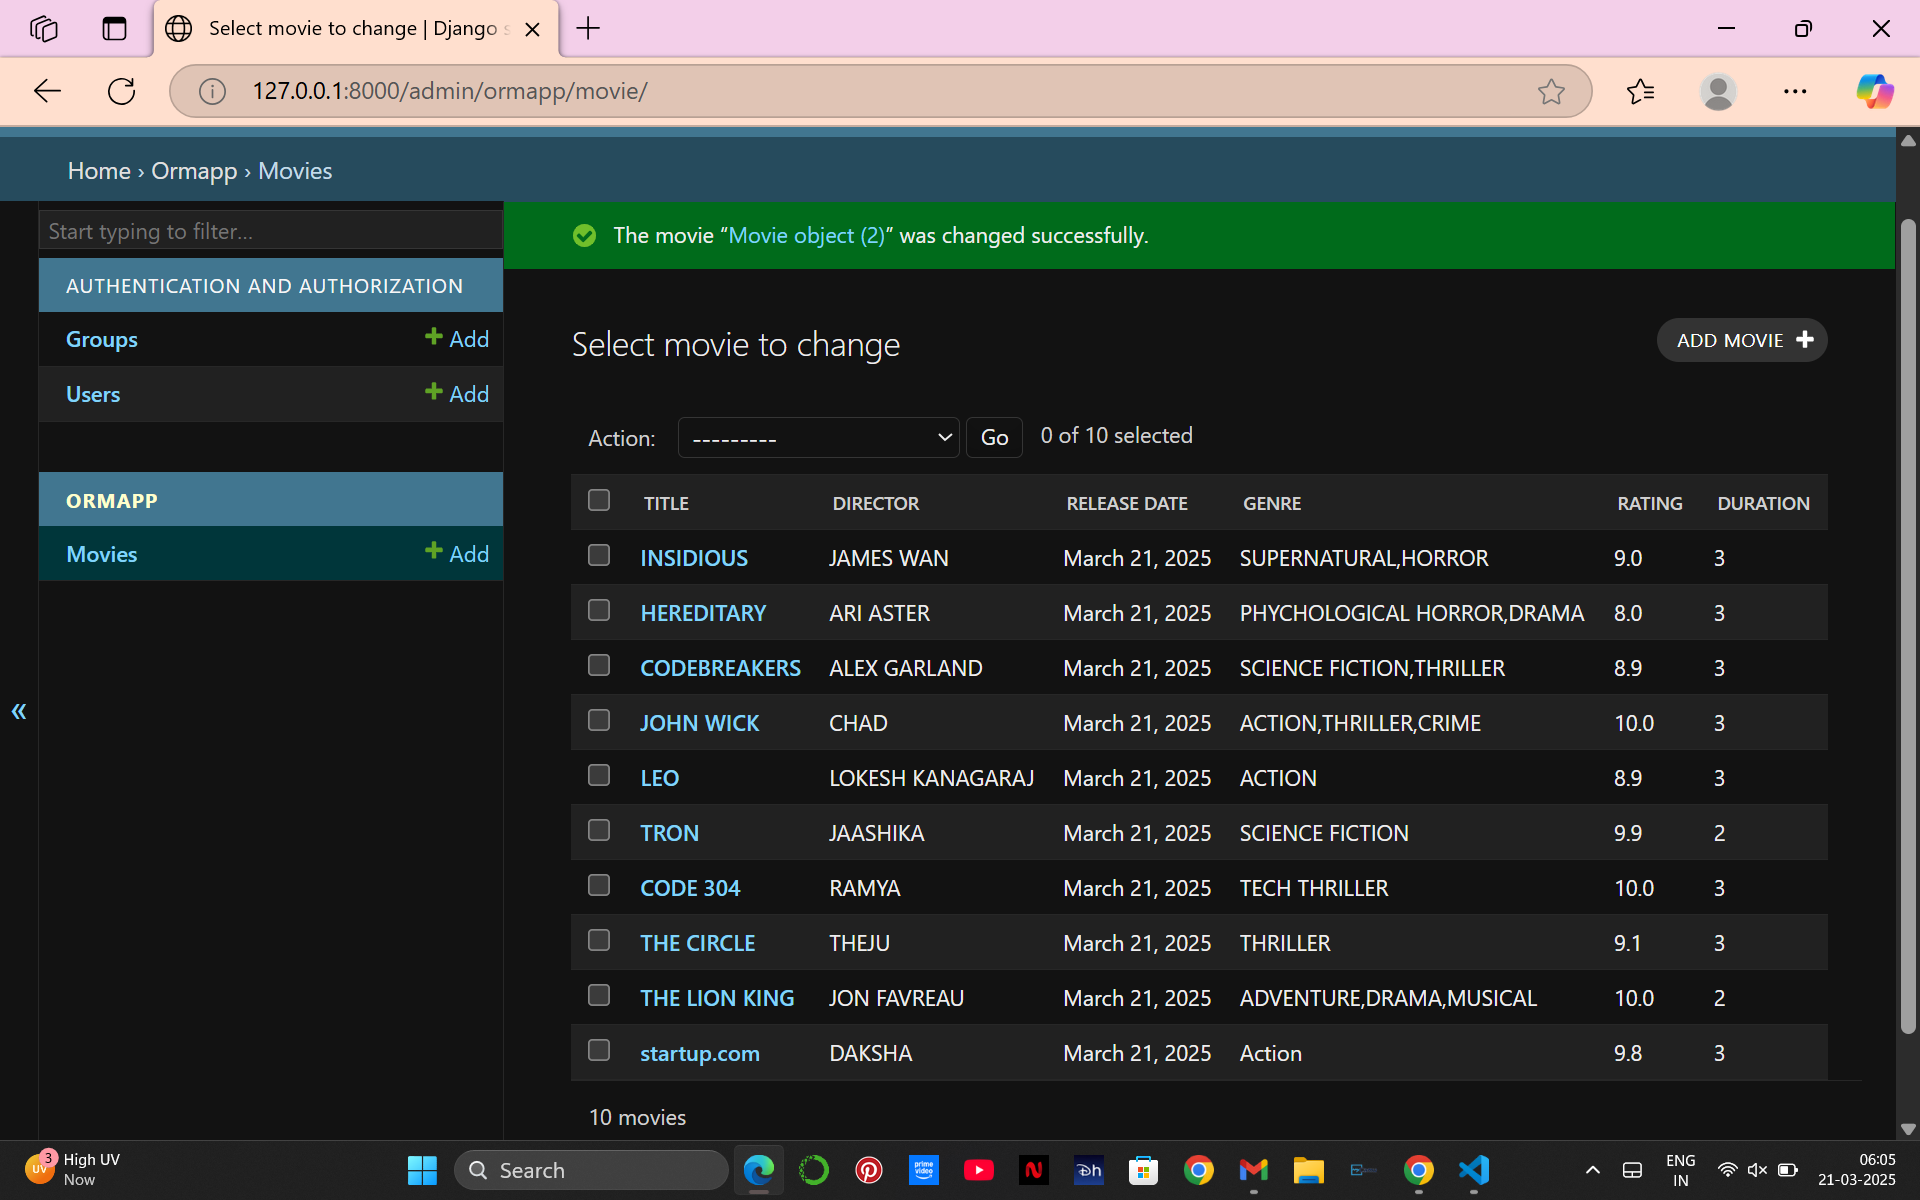 Select movie to change | Django s
127.0.0.1:8000/admin/ormapp/movie/
Home › Ormapp › Movies
Start typing to filter...
The movie “Movie object (2)” was changed successfully.
AUTHENTICATION AND AUTHORIZATION
Groups + Add
Users + Add
ORMAPP
Movies + Add
«
Select movie to change
ADD MOVIE +
Action: --------- Go 0 of 10 selected
TITLE DIRECTOR RELEASE DATE GENRE RATING DURATION
INSIDIOUS JAMES WAN March 21, 2025 SUPERNATURAL,HORROR 9.0 3
HEREDITARY ARI ASTER March 21, 2025 PHYCHOLOGICAL HORROR,DRAMA 8.0 3
CODEBREAKERS ALEX GARLAND March 21, 2025 SCIENCE FICTION,THRILLER 8.9 3
JOHN WICK CHAD March 21, 2025 ACTION,THRILLER,CRIME 10.0 3
LEO LOKESH KANAGARAJ March 21, 2025 ACTION 8.9 3
TRON JAASHIKA March 21, 2025 SCIENCE FICTION 9.9 2
CODE 304 RAMYA March 21, 2025 TECH THRILLER 10.0 3
THE CIRCLE THEJU March 21, 2025 THRILLER 9.1 3
THE LION KING JON FAVREAU March 21, 2025 ADVENTURE,DRAMA,MUSICAL 10.0 2
startup.com DAKSHA March 21, 2025 Action 9.8 3
10 movies
UV 3 High UV
Now
Search
prime video
N
Dh
ENG
IN
06:05
21-03-2025